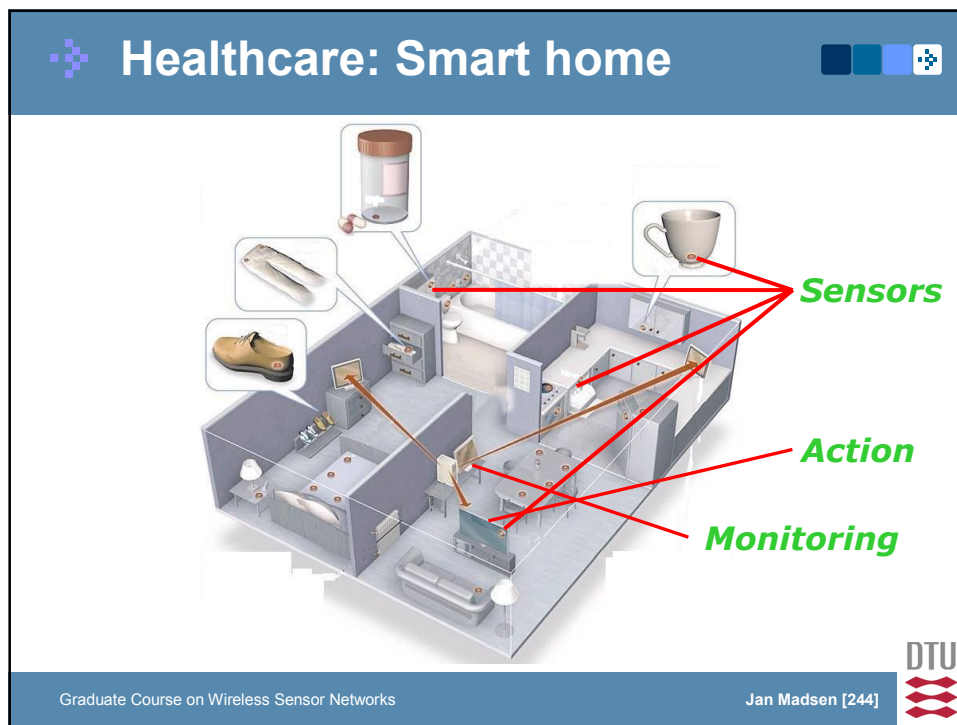 Healthcare: Smart home
Sensors
Action
Monitoring
Graduate Course on Wireless Sensor Networks
Jan Madsen [244]
DTU